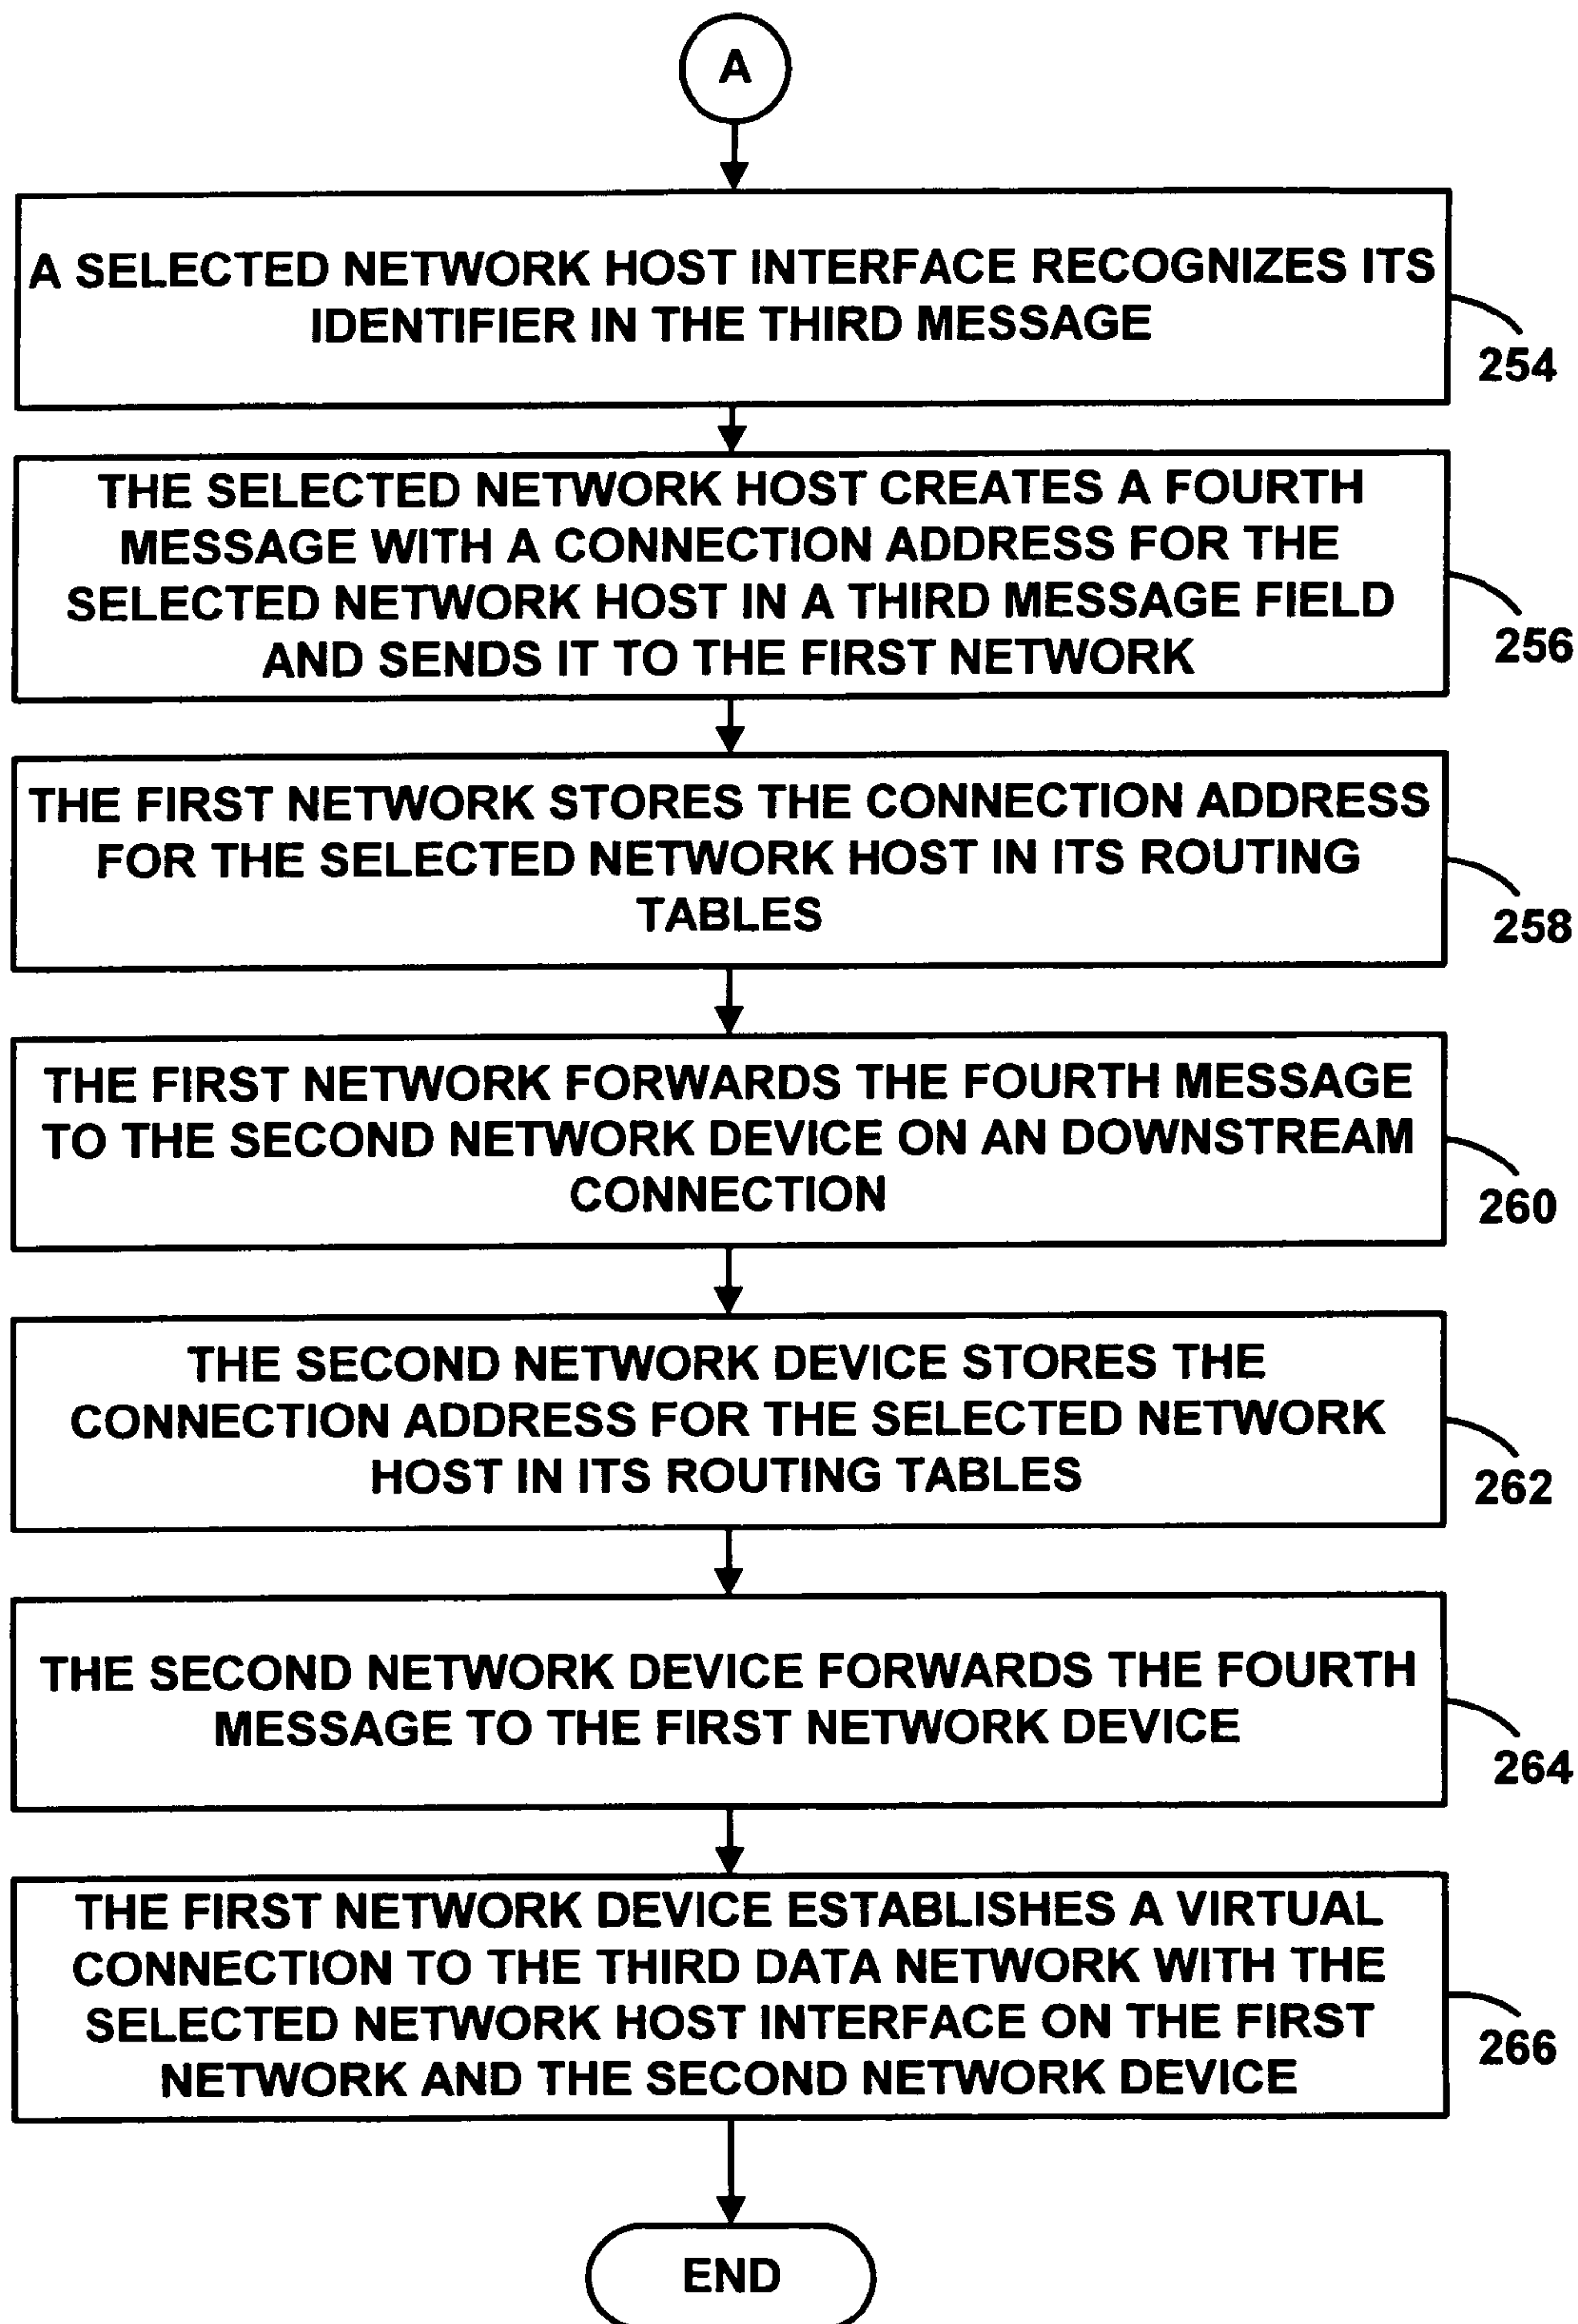 A
A SELECTED NETWORK HOST INTERFACE RECOGNIZES ITS
IDENTIFIER IN THE THIRD MESSAGE
254
THE SELECTED NETWORK HOST CREATES A FOURTH
MESSAGE WITH A CONNECTION ADDRESS FOR THE
SELECTED NETWORK HOST IN A THIRD MESSAGE FIELD
AND SENDS IT TO THE FIRST NETWORK
256
THE FIRST NETWORK STORES THE CONNECTION ADDRESS
FOR THE SELECTED NETWORK HOST IN ITS ROUTING
TABLES
258
THE FIRST NETWORK FORWARDS THE FOURTH MESSAGE
TO THE SECOND NETWORK DEVICE ON AN DOWNSTREAM
CONNECTION
260
THE SECOND NETWORK DEVICE STORES THE
CONNECTION ADDRESS FOR THE SELECTED NETWORK
HOST IN ITS ROUTING TABLES
262
THE SECOND NETWORK DEVICE FORWARDS THE FOURTH
MESSAGE TO THE FIRST NETWORK DEVICE
264
THE FIRST NETWORK DEVICE ESTABLISHES A VIRTUAL
CONNECTION TO THE THIRD DATA NETWORK WITH THE
SELECTED NETWORK HOST INTERFACE ON THE FIRST
NETWORK AND THE SECOND NETWORK DEVICE
266
END